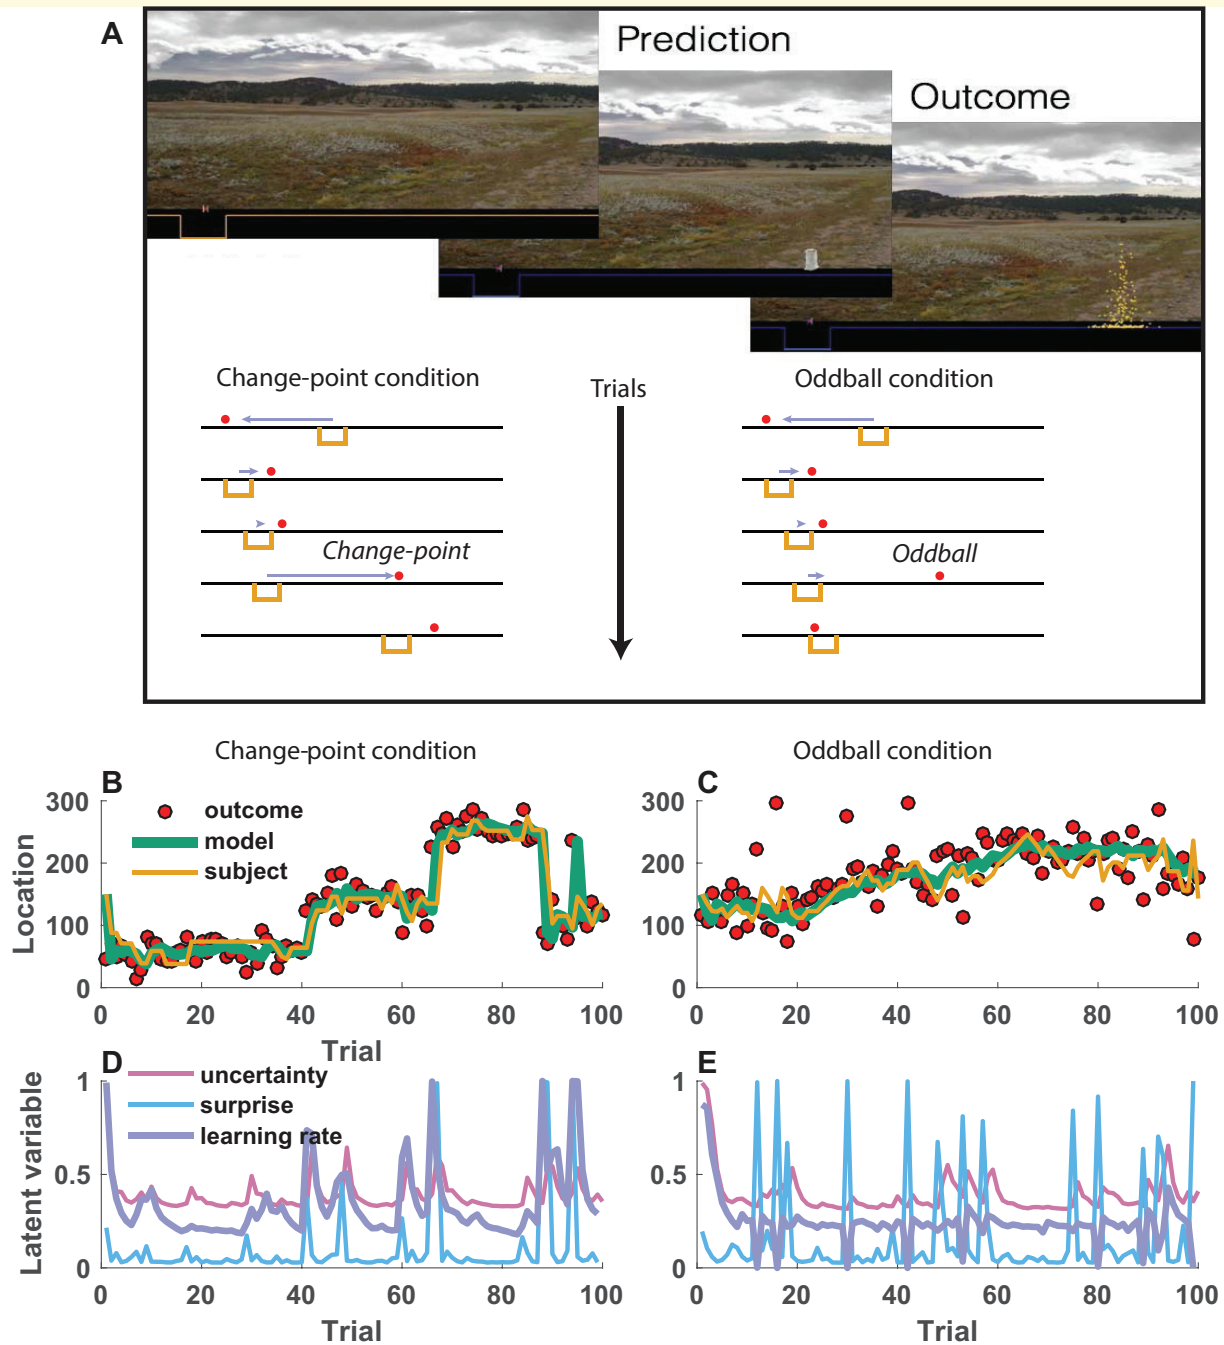 A
Prediction
Outcome
Change-point condition
Trials
Oddball condition
Change-point
Oddball
Change-point condition
Oddball condition
B
C
300
200
100
0
Location
outcome
model
subject
0 20 40 60 80 100
Trial
300
200
100
0
0 20 40 60 80 100
D
E
1
0.5
0
Latent variable
uncertainty
surprise
learning rate
0 20 40 60 80 100
Trial
1
0.5
0
0 20 40 60 80 100
Trial